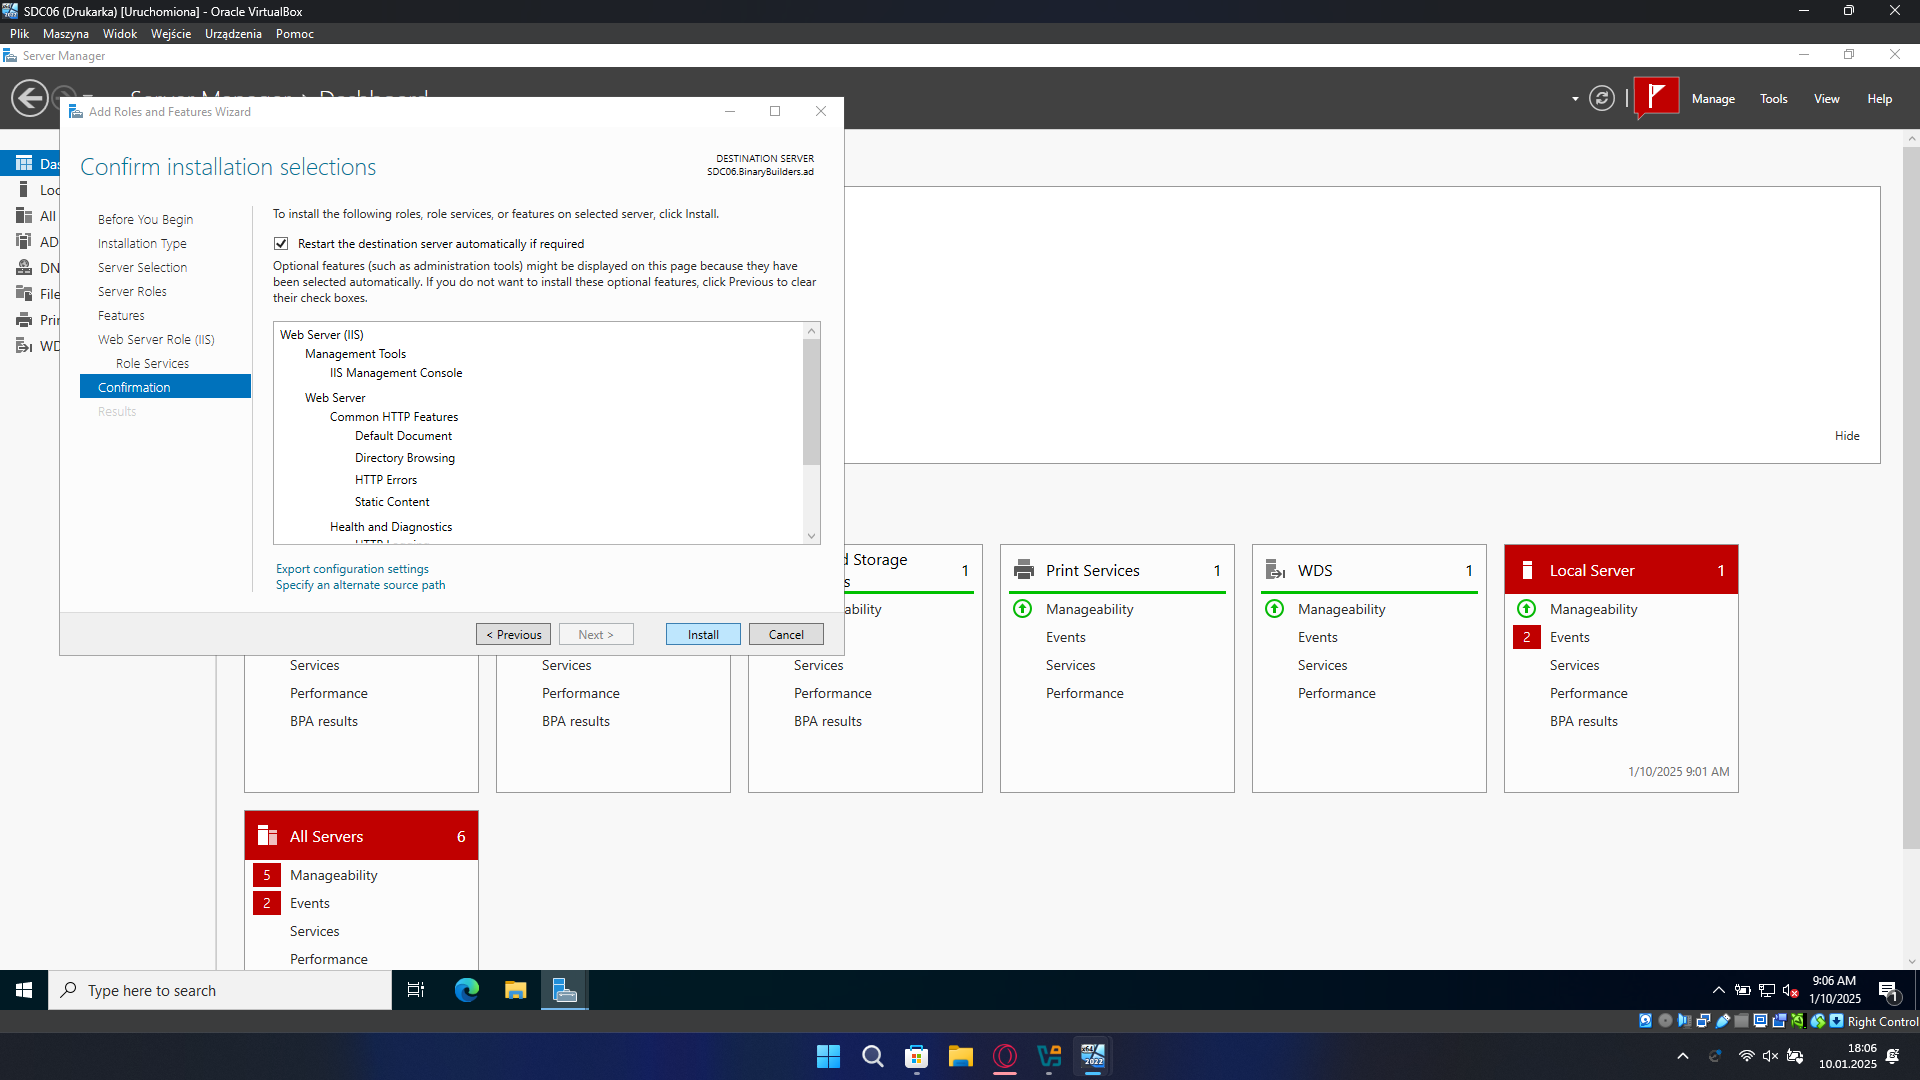 SDC06 (Drukarka) [Uruchomiona] - Oracle VirtualBox
Plik Maszyna Widok Wejście Urządzenia Pomoc
Server Manager
Manage Tools View Help
Add Roles and Features Wizard
Confirm installation selections
DESTINATION SERVER
SDC06.BinaryBuilders.ad
Before You Begin
Installation Type
Server Selection
Server Roles
Features
Web Server Role (IIS)
Role Services
Confirmation
Results
To install the following roles, role services, or features on selected server, click Install.
Restart the destination server automatically if required
Optional features (such as administration tools) might be displayed on this page because they have
been selected automatically. If you do not want to install these optional features, click Previous to clear
their check boxes.
Web Server (IIS)
Management Tools
IIS Management Console
Web Server
Common HTTP Features
Default Document
Directory Browsing
HTTP Errors
Static Content
Health and Diagnostics
Export configuration settings
Specify an alternate source path
< Previous Next > Install Cancel
All
AD
DN
File
WD
Hide
Services
Performance
BPA results
Services
Performance
BPA results
d Storage
s 1
ability
Services
Performance
BPA results
Print Services 1
Manageability
Events
Services
Performance
WDS 1
Manageability
Events
Services
Performance
Local Server 1
Manageability
2 Events
Services
Performance
BPA results
1/10/2025 9:01 AM
All Servers 6
5 Manageability
2 Events
Services
Performance
Type here to search
9:06 AM
1/10/2025
1
Right Control
2022
18:06
10.01.2025